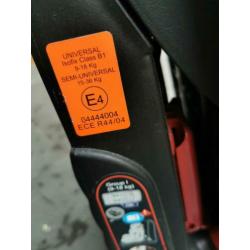 UNIVERSAL
Isofix Class B1
9-18 Kg
SEMI-UNIVERSAL
15-36 Kg
E4
04444004
ECE R44/04
Group I
(9-18 kg)